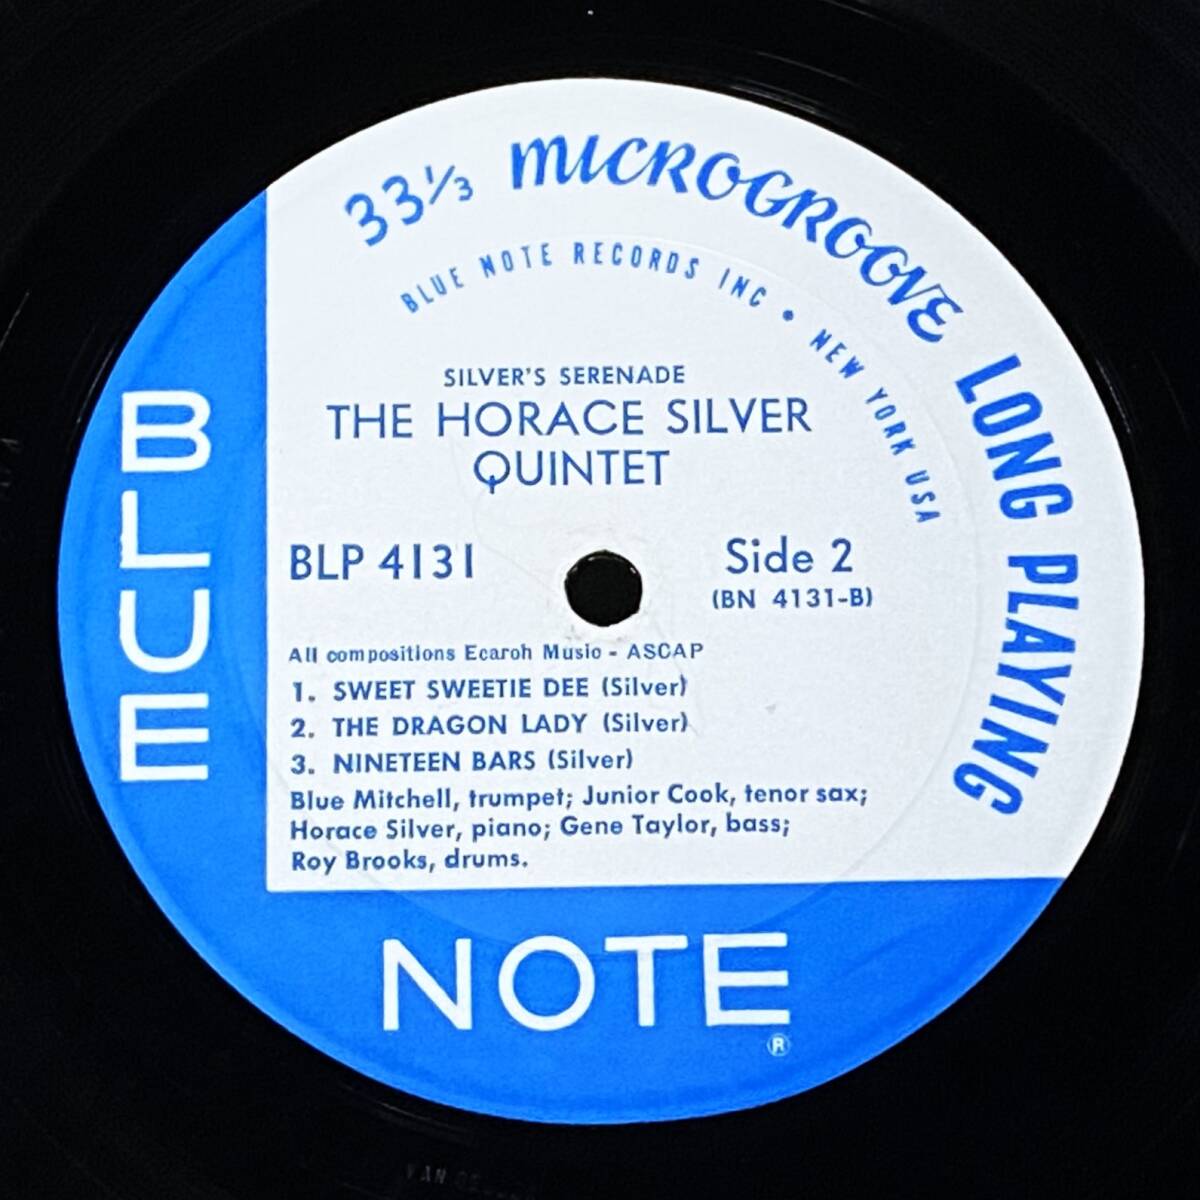 33⅓ MICROGROOVE LONG PLAYING
BLUE NOTE RECORDS INC • NEW YORK USA
SILVER'S SERENADE
THE HORACE SILVER
QUINTET
BLP 4131
Side 2
(BN 4131-B)
All compositions Ecaroh Music - ASCAP
1. SWEET SWEETIE DEE (Silver)
2. THE DRAGON LADY (Silver)
3. NINETEEN BARS (Silver)
Blue Mitchell, trumpet; Junior Cook, tenor sax;
Horace Silver, piano; Gene Taylor, bass;
Roy Brooks, drums.
BLUE
NOTE
®
VAN